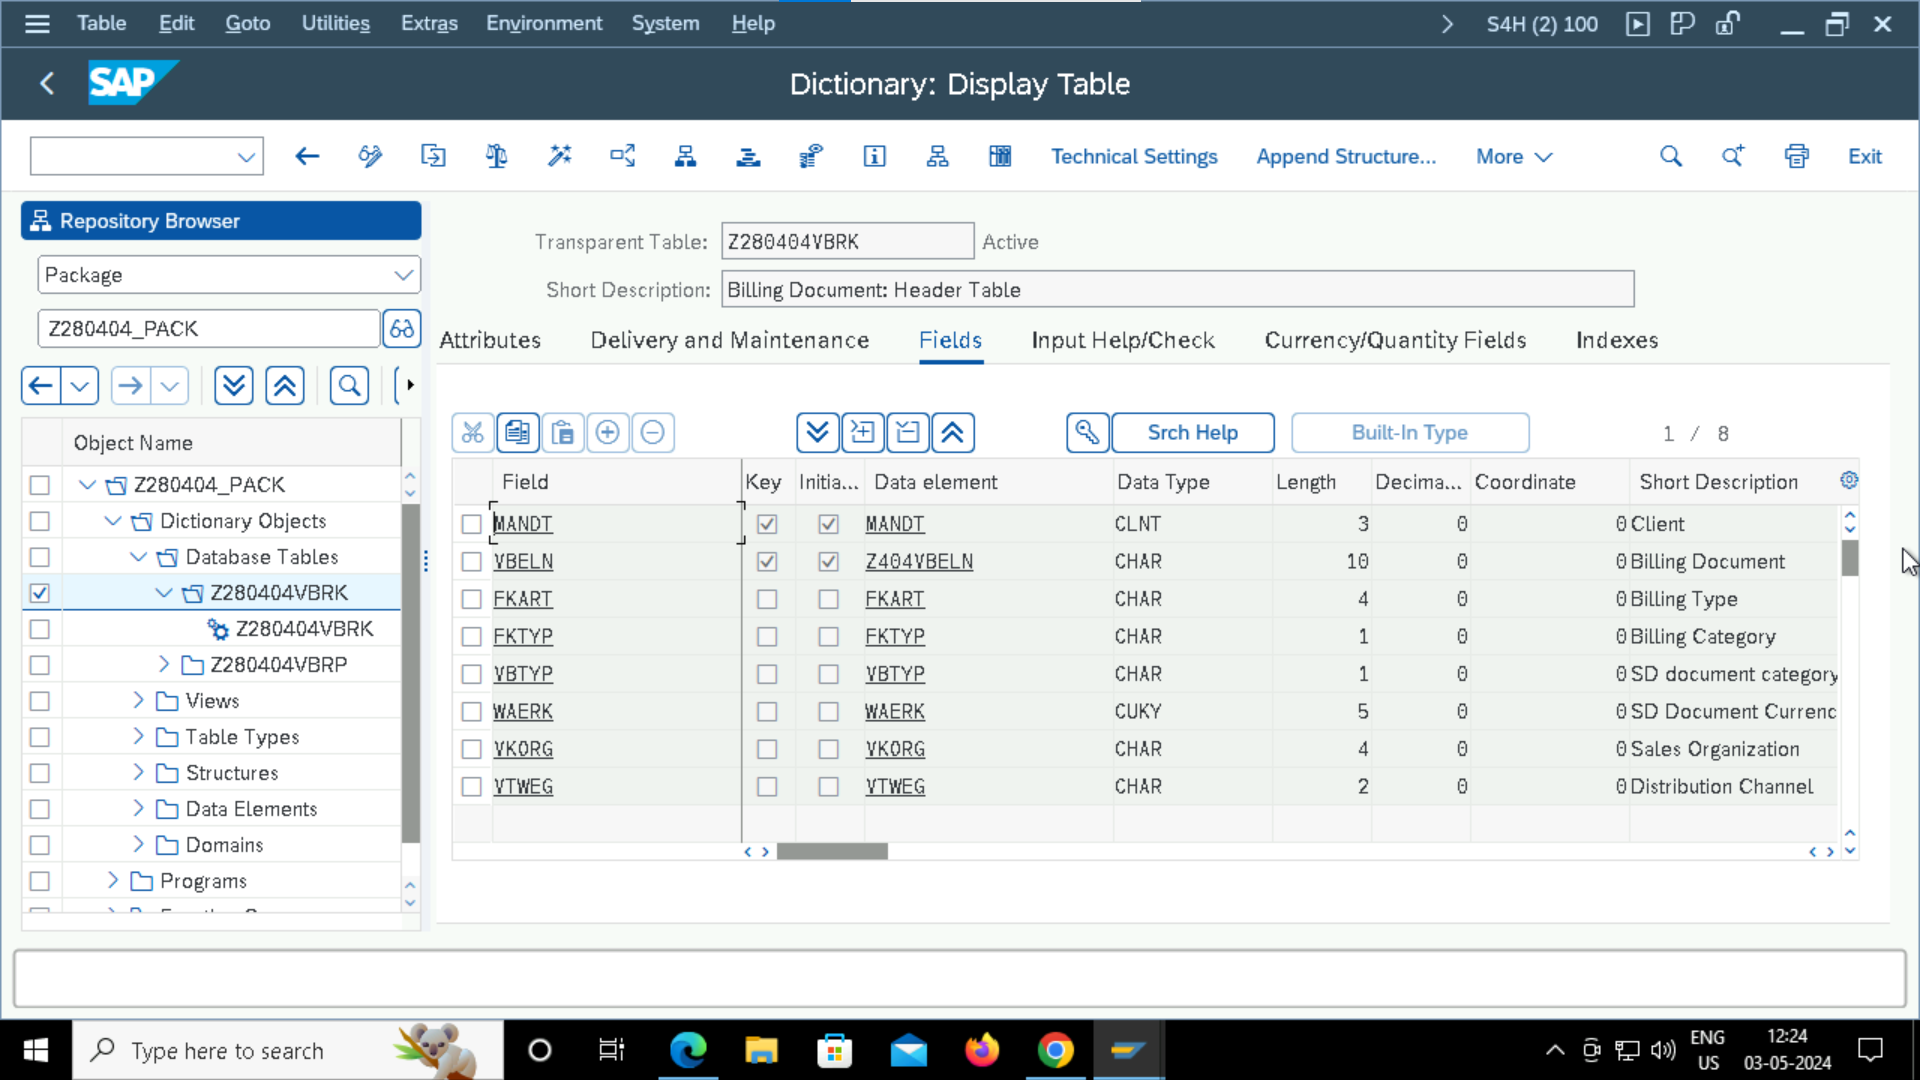 Table Edit Goto Utilities Extras Environment System Help S4H (2) 100
SAP Dictionary: Display Table
Technical Settings Append Structure... More Exit
Repository Browser
Package
Z280404_PACK
Object Name
Z280404_PACK
Dictionary Objects
Database Tables
Z280404VBRK
Z280404VBRK
Z280404VBRP
Views
Table Types
Structures
Data Elements
Domains
Programs
Transparent Table: Z280404VBRK Active
Short Description: Billing Document: Header Table
Attributes Delivery and Maintenance Fields Input Help/Check Currency/Quantity Fields Indexes
Srch Help Built-In Type 1 / 8
Field Key Initia... Data element Data Type Length Decima... Coordinate Short Description
MANDT MANDT CLNT 3 0 0 Client
VBELN Z404VBELN CHAR 10 0 0 Billing Document
FKART FKART CHAR 4 0 0 Billing Type
FKTYP FKTYP CHAR 1 0 0 Billing Category
VBTYP VBTYP CHAR 1 0 0 SD document category
WAERK WAERK CUKY 5 0 0 SD Document Currenc
VKORG VKORG CHAR 4 0 0 Sales Organization
VTWEG VTWEG CHAR 2 0 0 Distribution Channel
Type here to search
ENG
US
12:24
03-05-2024